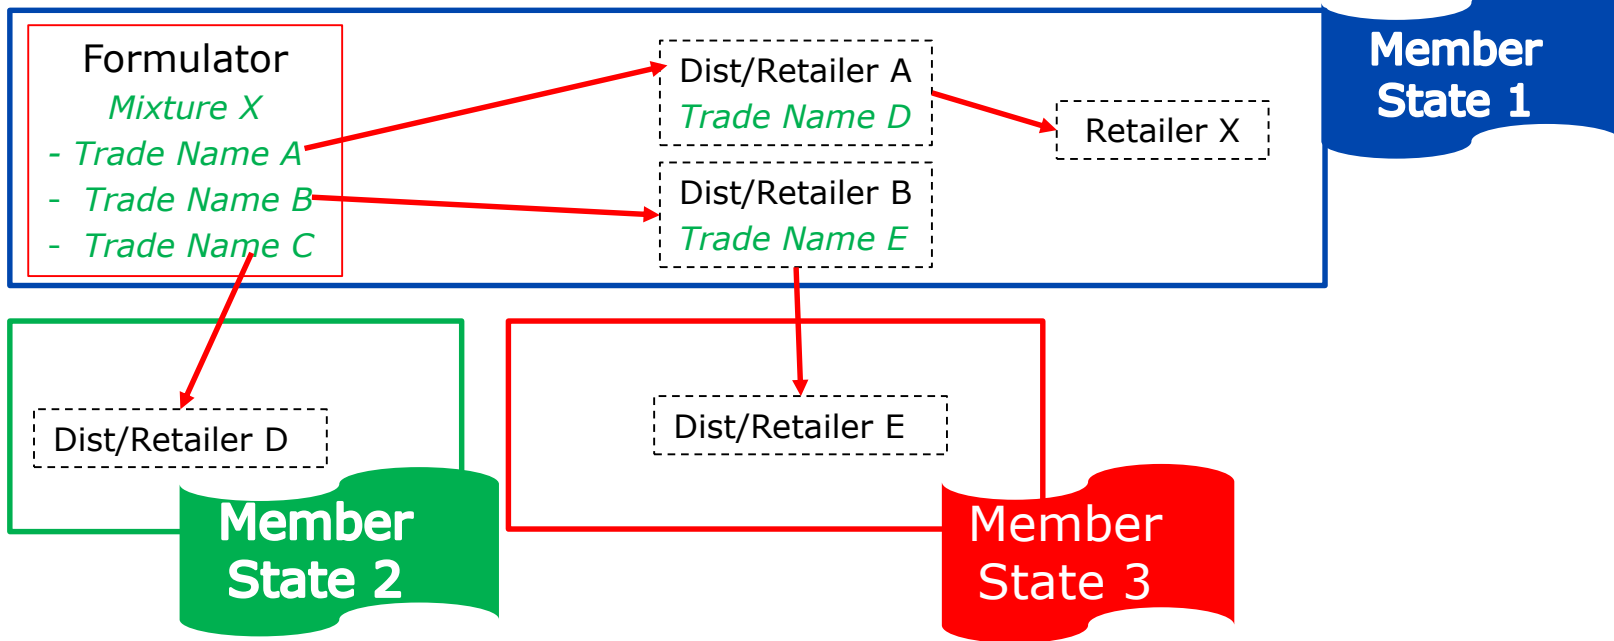 Formulator
Mixture X
- Trade Name A
- Trade Name B
- Trade Name C
Dist/Retailer A
Trade Name D
Dist/Retailer B
Trade Name E
Retailer X
Member
State 1
Dist/Retailer D
Member
State 2
Dist/Retailer E
Member
State 3